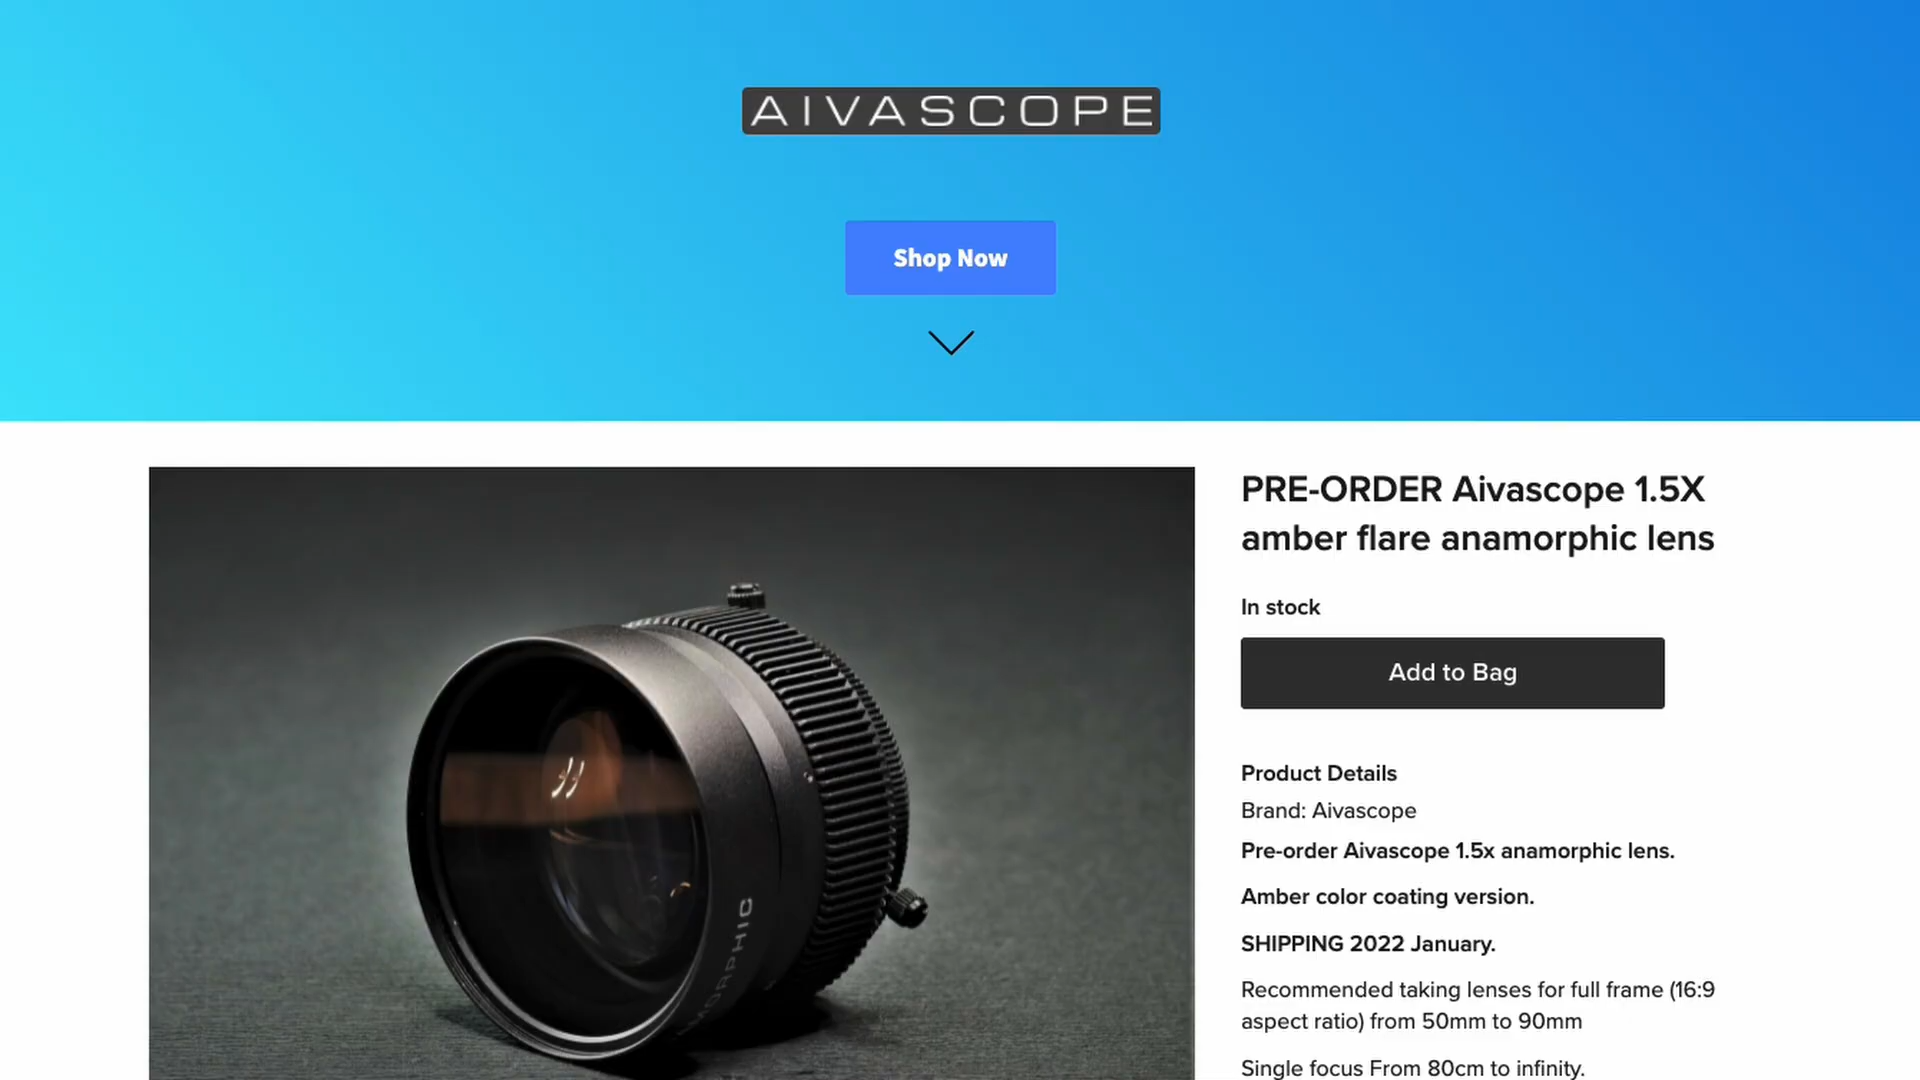 AIVASCOPE
Shop Now
PRE-ORDER Aivascope 1.5X
amber flare anamorphic lens
In stock
Add to Bag
Product Details
Brand: Aivascope
Pre-order Aivascope 1.5x anamorphic lens.
Amber color coating version.
SHIPPING 2022 January.
Recommended taking lenses for full frame (16:9
aspect ratio) from 50mm to 90mm
Single focus From 80cm to infinity.